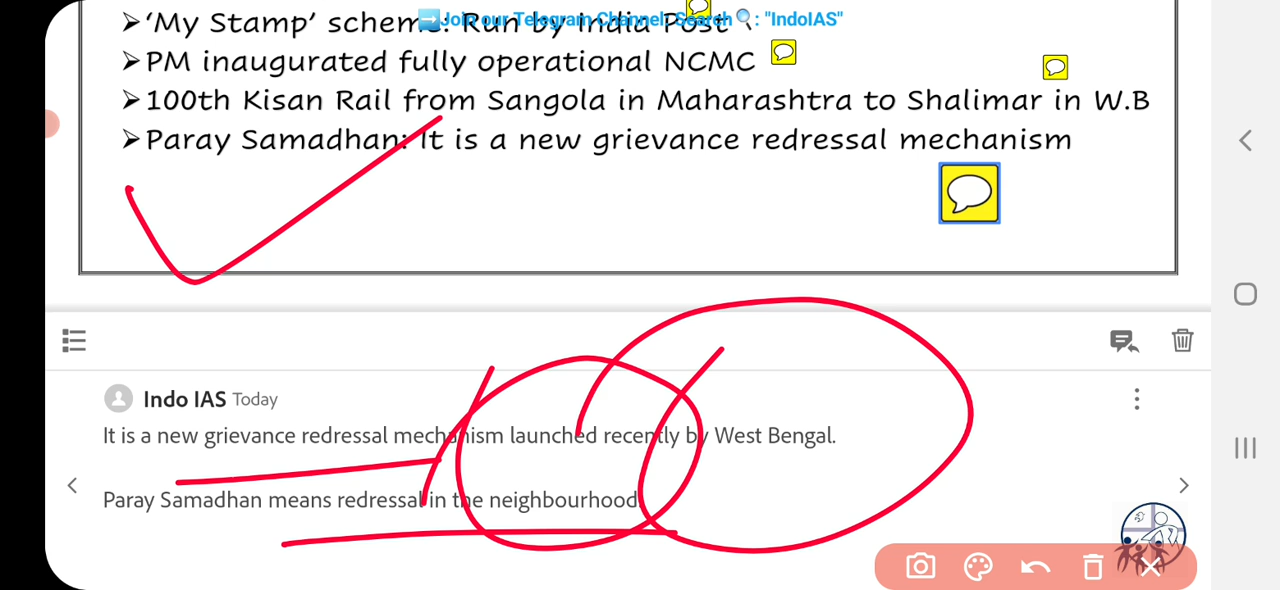 ➢'My Stamp' scheme: Run by India Post
➡Join our Telegram Channel; Search🔍: "IndoIAS"
➢PM inaugurated fully operational NCMC
➢100th Kisan Rail from Sangola in Maharashtra to Shalimar in W.B
➢Paray Samadhan: It is a new grievance redressal mechanism
Indo IAS Today
It is a new grievance redressal mechanism launched recently by West Bengal.
Paray Samadhan means redressal in the neighbourhood.